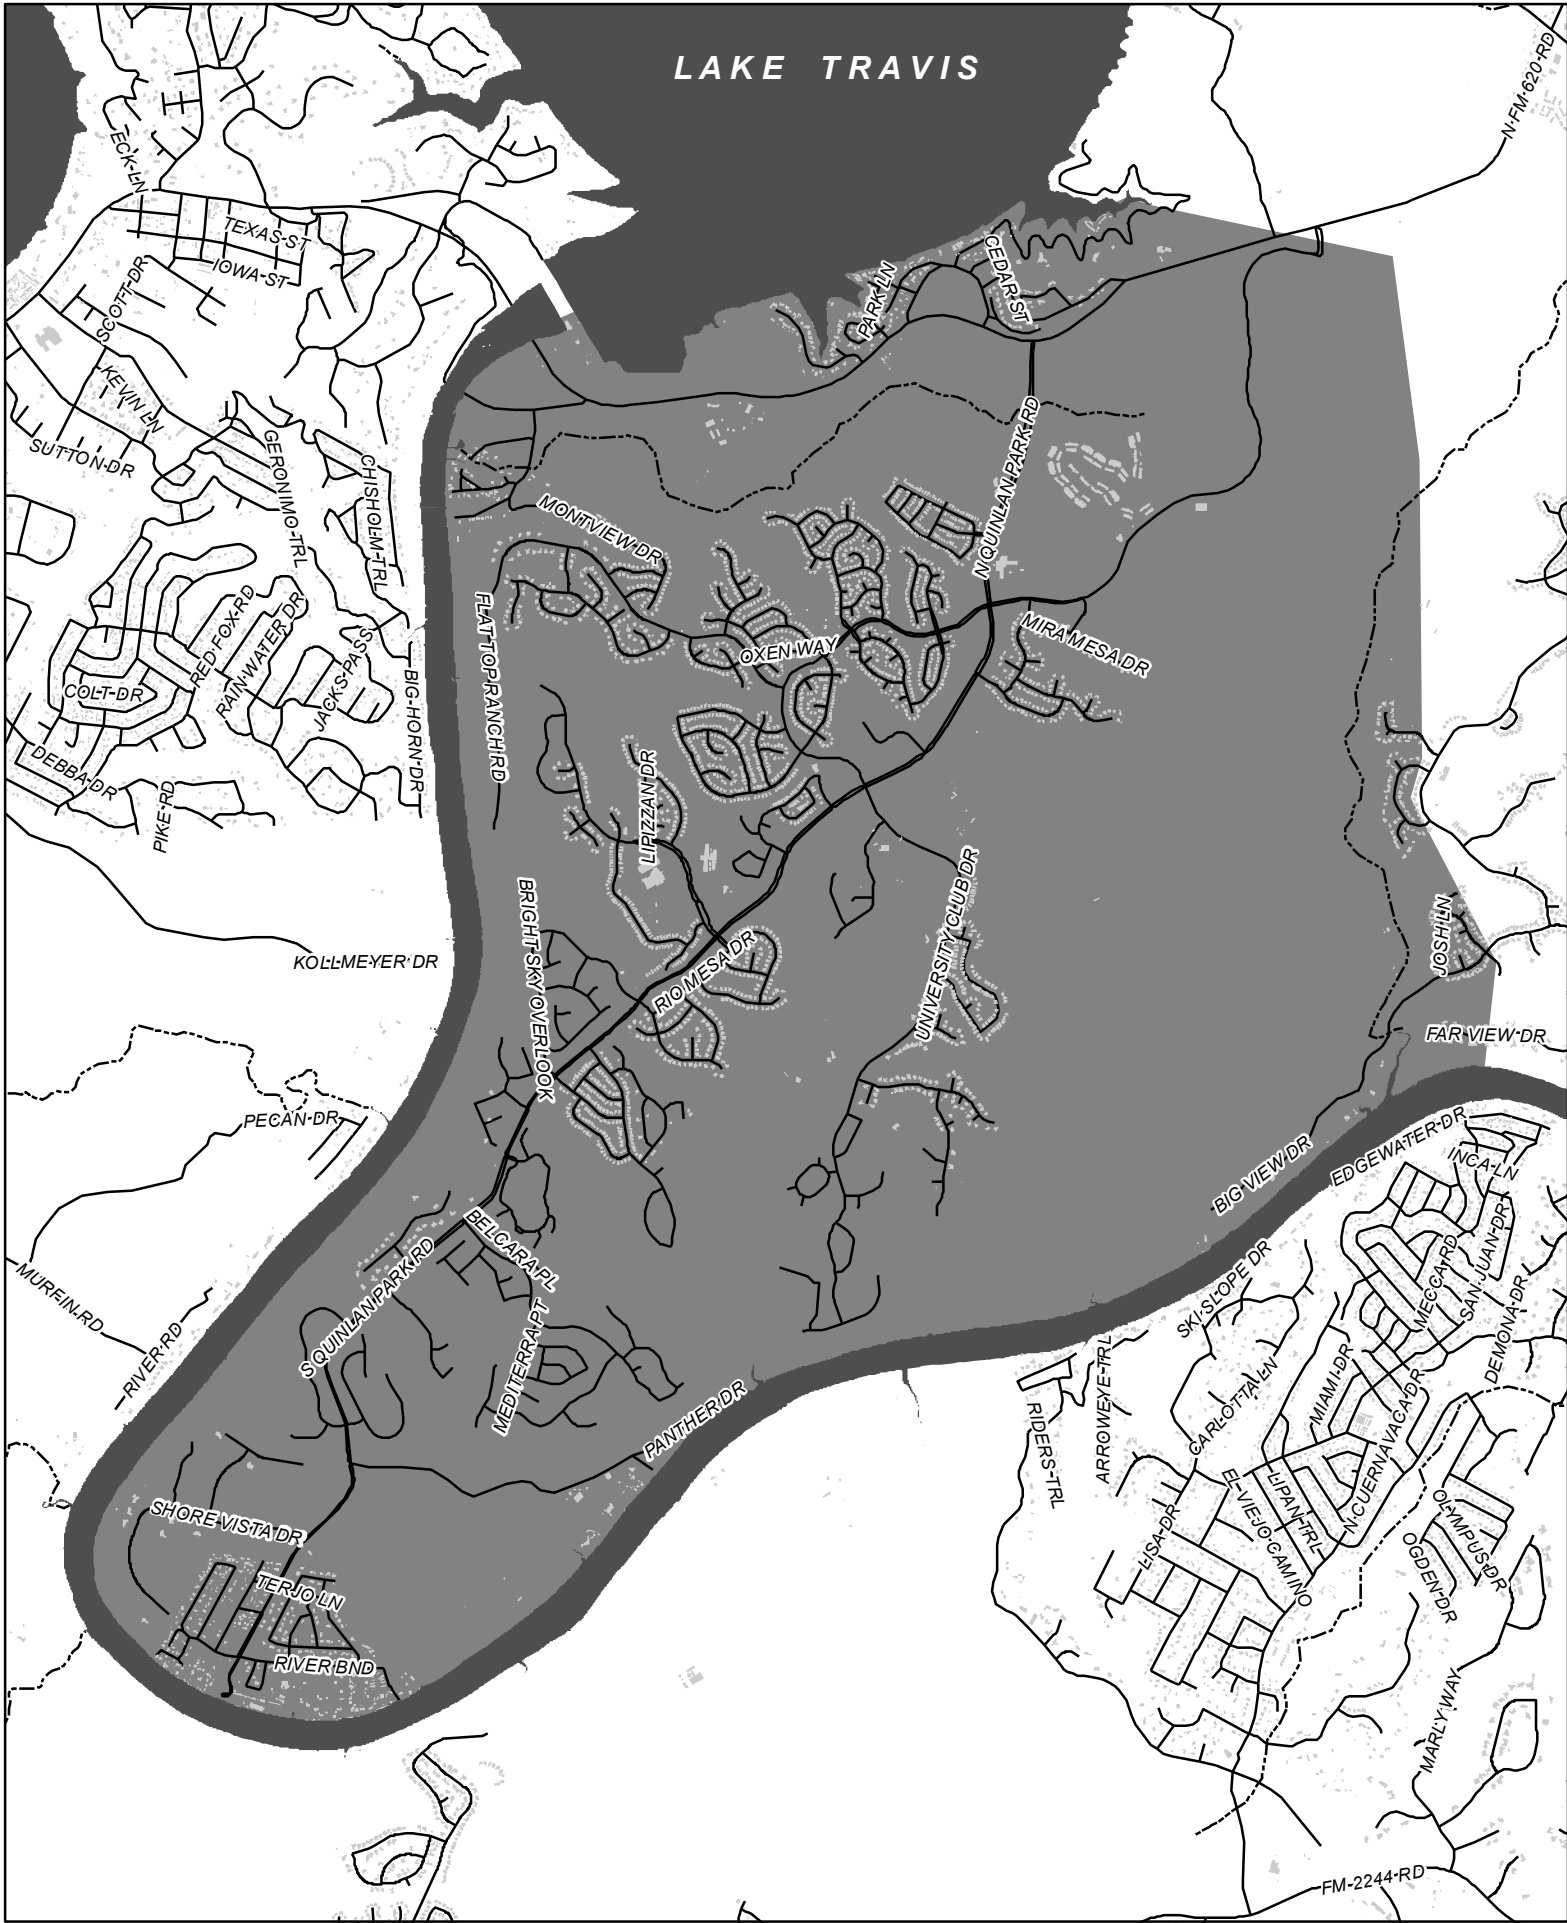 LAKE TRAVIS
N FM 620 RD
ECK LN
TEXAS ST
IOWA ST
SCOTT DR
CEDAR ST
PARK LN
KEVIN LN
SUTTON DR
GERONIMO TRL
CHISHOLM TRL
N QUINLAN PARK RD
MONTVIEW DR
FLAT TOP RANCH RD
RED FOX RD
RAIN WATER DR
JACKS PASS
BIG HORN DR
COLT DR
OXEN WAY
MIRA MESA DR
DEBBA DR
PIKE RD
LIPIZZAN DR
UNIVERSITY CLUB DR
BRIGHT SKY OVERLOOK
JOSH LN
KOLLMEYER DR
RIO MESA DR
FAR VIEW DR
PECAN DR
EDGEWATER DR
INCA LN
BIG VIEW DR
BELCARA PL
S QUINLAN PARK RD
MURFIN RD
RIVER RD
MEDITERRA PT
SKI SLOPE DR
MECCA RD
SAN JUAN DR
DEMONA DR
PANTHER DR
RIDERS TRL
ARROWEYE TRL
CARLOTTA LN
MIAMI DR
N CUERNAVACA DR
LIPAN TRL
EL VIEJO CAMINO
LISA DR
OLYMPUS DR
OGDEN DR
SHORE VISTA DR
TERJO LN
RIVER BND
MARLY WAY
FM 2244 RD